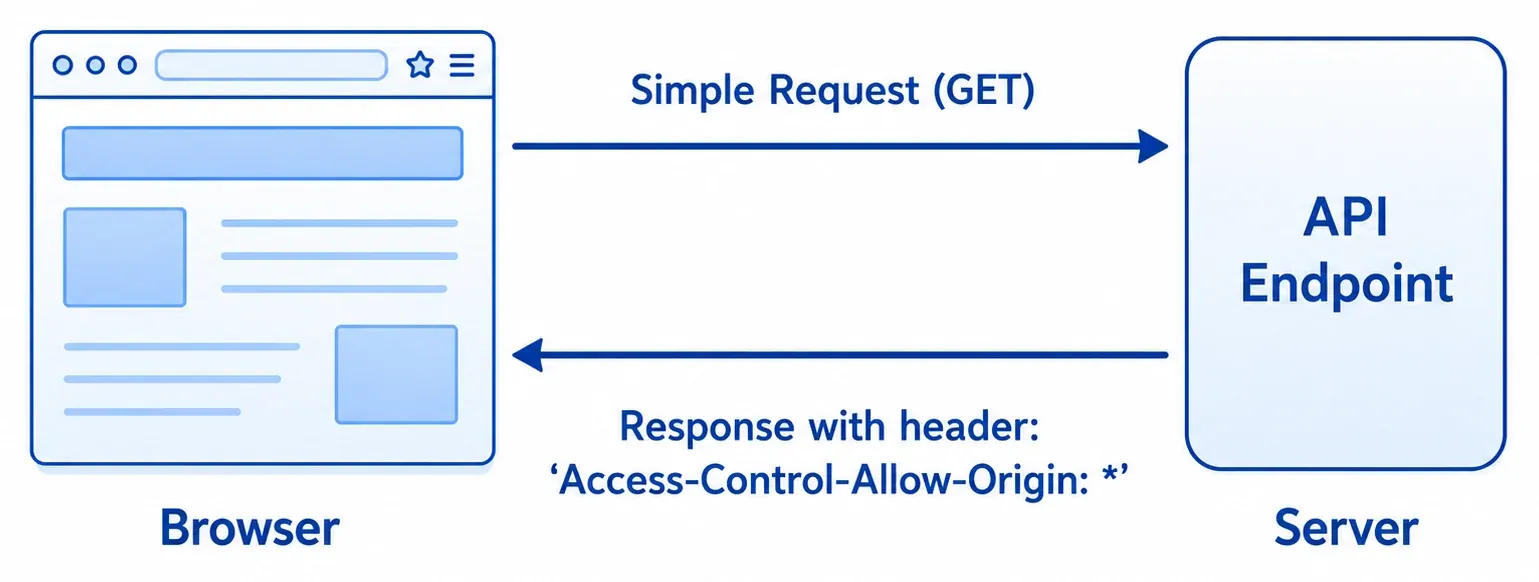 Simple Request (GET)
API
Endpoint
Response with header:
‘Access-Control-Allow-Origin: *’
Browser
Server